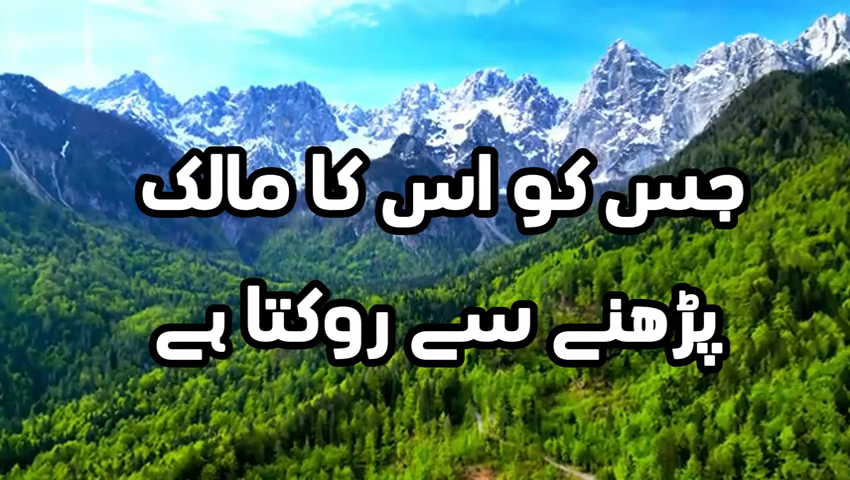 جس کو اس کا مالک
پڑھنے سے روکتا ہے